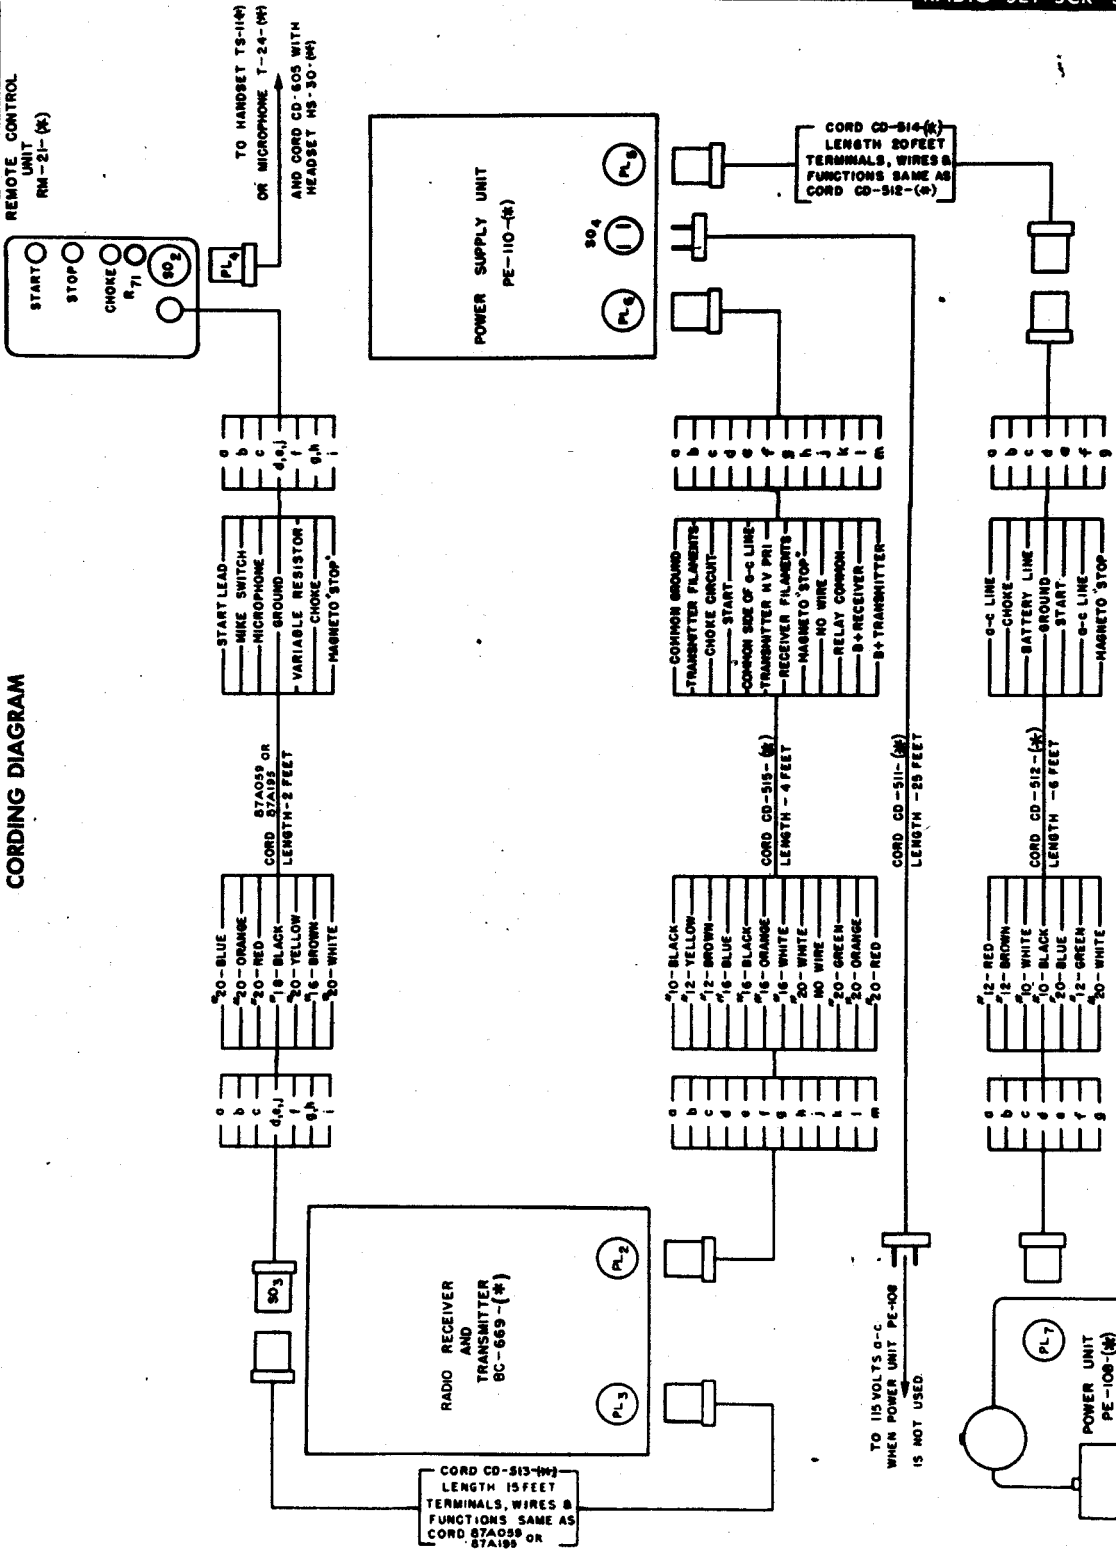 CORDING DIAGRAM
REMOTE CONTROL
UNIT
RM-21-(*)
START
STOP
CHOKE
R71
SO2
PL4
TO HANDSET TS-11-(*)
OR MICROPHONE T-24-(*)
AND CORD CD-605 WITH
HEADSET HS-30-(*)
a
b
c
d,e,j
f
g,h
i
START LEAD
MIKE SWITCH
MICROPHONE
GROUND
VARIABLE RESISTOR
CHOKE
MAGNETO "STOP"
CORD 87A059 OR
87A195
LENGTH-2 FEET
#20-BLUE
#20-ORANGE
#20-RED
#18-BLACK
#20-YELLOW
#16-BROWN
#20-WHITE
a
b
c
d,e,j
f
g,h
i
SO3
RADIO RECEIVER
AND
TRANSMITTER
BC-669-(*)
PL3
PL2
CORD CD-513-(*)
LENGTH 15 FEET
TERMINALS, WIRES &
FUNCTIONS SAME AS
CORD 87A059 OR
87A195
POWER SUPPLY UNIT
PE-110-(*)
PL6
SO4
PL5
CORD CD-514-(*)
LENGTH 20 FEET
TERMINALS, WIRES &
FUNCTIONS SAME AS
CORD CD-512-(*)
a
b
c
d
e
f
g
h
j
k
l
m
COMMON GROUND
TRANSMITTER FILAMENTS
CHOKE CIRCUIT
START
COMMON SIDE OF a-c LINE
TRANSMITTER HV PRI
RECEIVER FILAMENTS
MAGNETO "STOP"
NO WIRE
RELAY COMMON
B+RECEIVER
B+TRANSMITTER
CORD CD-515-(*)
LENGTH - 4 FEET
#10-BLACK
#12-YELLOW
#12-BROWN
#16-BLUE
#16-BLACK
#16-ORANGE
#16-WHITE
#20-WHITE
NO WIRE
#20-GREEN
#20-ORANGE
#20-RED
a
b
c
d
e
f
g
h
j
k
l
m
CORD CD-511-(*)
LENGTH -25 FEET
TO 115 VOLTS a-c
WHEN POWER UNIT PE-108
IS NOT USED.
a
b
c
d
e
f
g
a-c LINE
CHOKE
BATTERY LINE
GROUND
START
a-c LINE
MAGNETO "STOP
CORD CD-512-(*)
LENGTH -6 FEET
#12-RED
#12-BROWN
#10-WHITE
#10-BLACK
#20-BLUE
#12-GREEN
#20-WHITE
a
b
c
d
e
f
g
PL7
POWER UNIT
PE-108-(*)